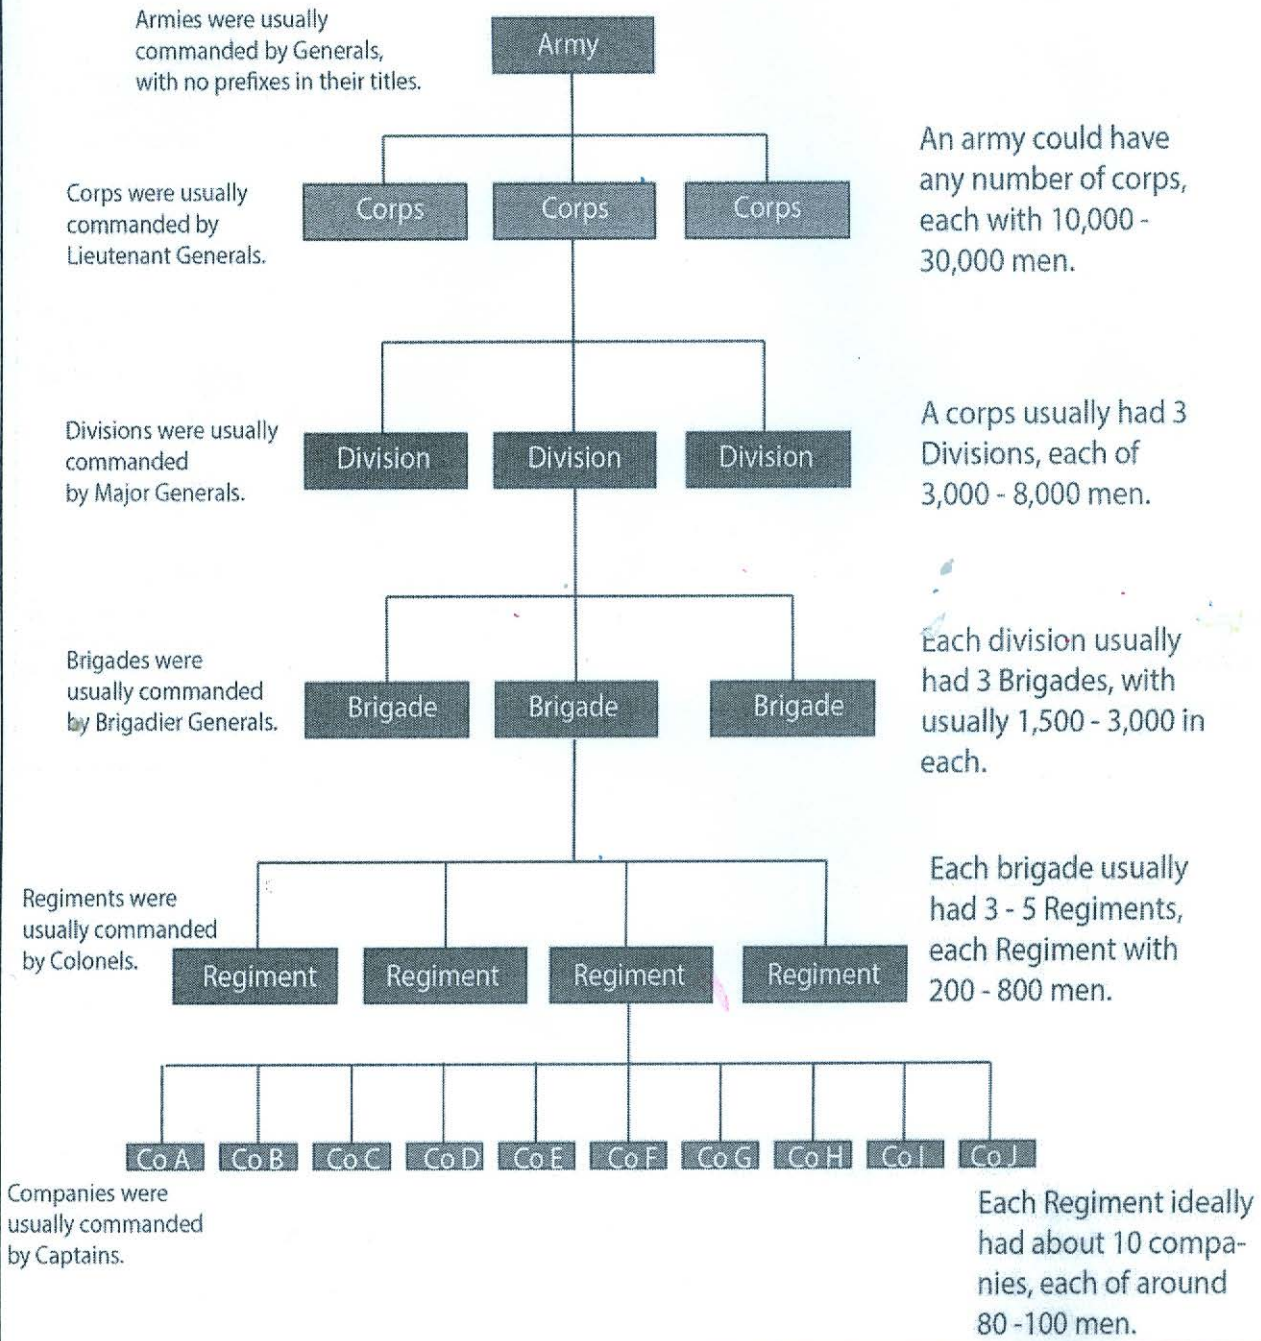 Armies were usually
commanded by Generals,
with no prefixes in their titles.
Army
Corps were usually
commanded by
Lieutenant Generals.
Corps
Corps
Corps
An army could have
any number of corps,
each with 10,000 -
30,000 men.
Divisions were usually
commanded
by Major Generals.
Division
Division
Division
A corps usually had 3
Divisions, each of
3,000 - 8,000 men.
Brigades were
usually commanded
by Brigadier Generals.
Brigade
Brigade
Brigade
Each division usually
had 3 Brigades, with
usually 1,500 - 3,000 in
each.
Regiments were
usually commanded
by Colonels.
Regiment
Regiment
Regiment
Regiment
Each brigade usually
had 3 - 5 Regiments,
each Regiment with
200 - 800 men.
Co A
Co B
Co C
Co D
Co E
Co F
Co G
Co H
Co I
Co J
Companies were
usually commanded
by Captains.
Each Regiment ideally
had about 10 compa-
nies, each of around
80 -100 men.